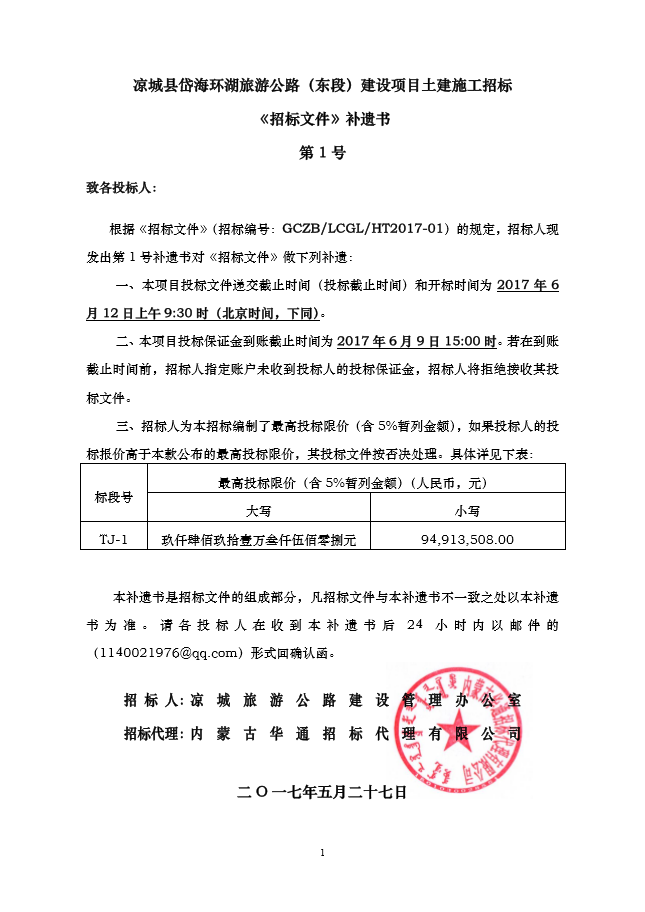 凉城县岱海环湖旅游公路（东段）建设项目土建施工招标
《招标文件》补遗书
第 1 号
致各投标人：
根据《招标文件》（招标编号：GCZB/LCGL/HT2017-01）的规定，招标人现
发出第 1 号补遗书对《招标文件》做下列补遗：
一、本项目投标文件递交截止时间（投标截止时间）和开标时间为 2017 年 6
月 12 日上午 9:30 时（北京时间，下同）。
二、本项目投标保证金到账截止时间为 2017 年 6 月 9 日 15:00 时。若在到账
截止时间前，招标人指定账户未收到投标人的投标保证金，招标人将拒绝接收其投
标文件。
三、招标人为本招标编制了最高投标限价（含 5%暂列金额），如果投标人的投
标报价高于本款公布的最高投标限价，其投标文件按否决处理。具体详见下表：
标段号
最高投标限价（含 5%暂列金额）（人民币，元）
大写 小写
TJ-1 玖仟肆佰玖拾壹万叁仟伍佰零捌元 94,913,508.00
本补遗书是招标文件的组成部分，凡招标文件与本补遗书不一致之处以本补遗
书为准。请各投标人在收到本补遗书后 24 小时内以邮件的
（1140021976@qq.com）形式回确认函。
招标人：凉城旅游公路建设管理办公室
招标代理：内蒙古华通招标代理有限公司
二〇一七年五月二十七日
1